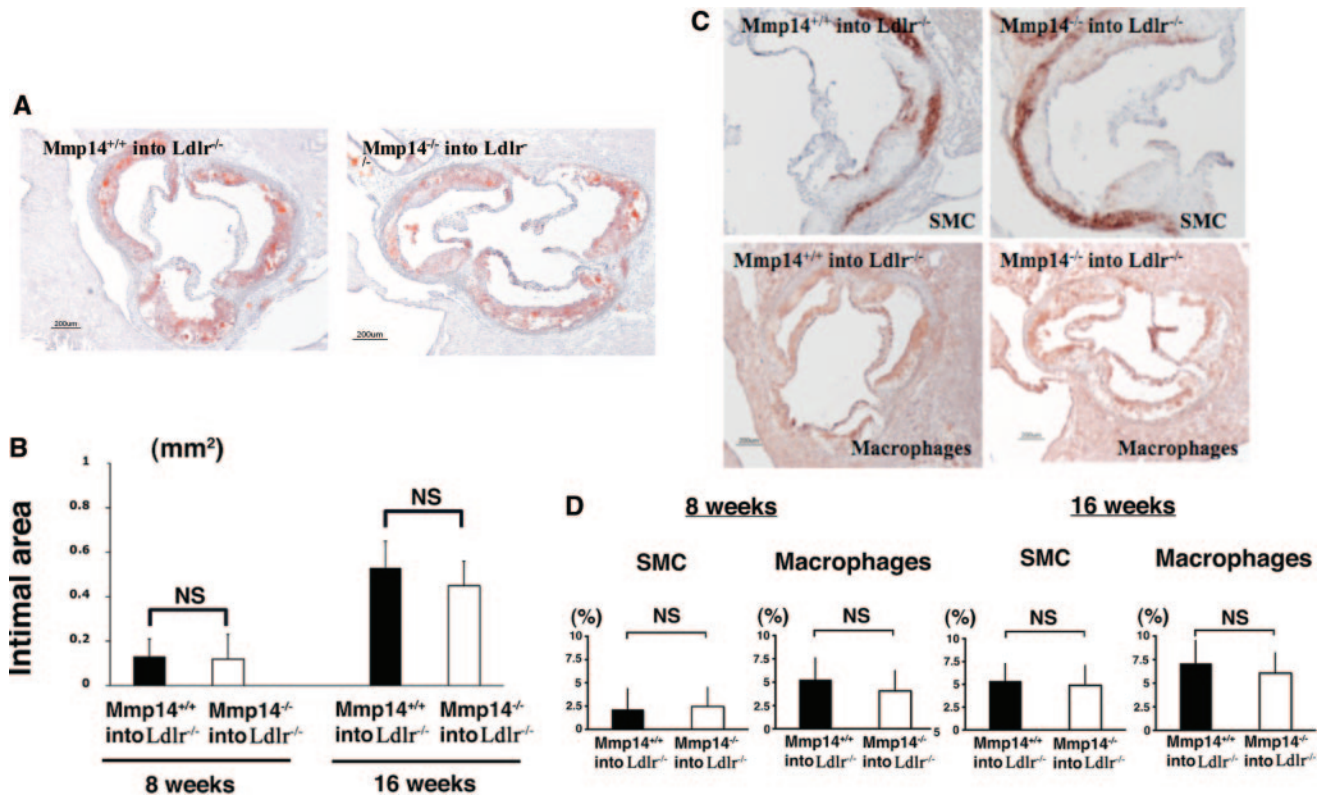 A
Mmp14+/+ into Ldlr-/-
200um
Mmp14-/- into Ldlr-
/-
200um
B
(mm2)
Intimal area
1
0.8
0.6
0.4
0.2
0
NS
NS
Mmp14+/+
into Ldlr-/-
Mmp14-/-
into Ldlr-/-
Mmp14+/+
into Ldlr-/-
Mmp14-/-
into Ldlr-/-
8 weeks
16 weeks
C
Mmp14+/+ into Ldlr-/-
SMC
Mmp14-/- into Ldlr-/-
SMC
Mmp14+/+ into Ldlr-/-
200um
Macrophages
Mmp14-/- into Ldlr-/-
200um
Macrophages
D
8 weeks
16 weeks
SMC
(%)
10
7.5
5
2.5
NS
Mmp14+/+
into Ldlr-/-
Mmp14-/-
into Ldlr-/-
Macrophages
(%)
10
7.5
5
2.5
NS
Mmp14+/+
into Ldlr-/-
Mmp14-/-
into Ldlr-/-
5
SMC
(%)
10
7.5
5
2.5
NS
Mmp14+/+
into Ldlr-/-
Mmp14-/-
into Ldlr-/-
Macrophages
(%)
10
7.5
5
2.5
NS
Mmp14+/+
into Ldlr-/-
Mmp14-/-
into Ldlr-/-